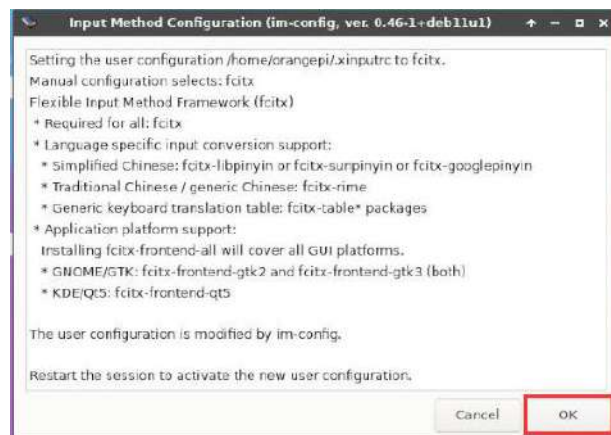 Input Method Configuration (im-config, ver. 0.46-1+deb11u1)
Setting the user configuration /home/orangepi/.xinputrc to fcitx.
Manual configuration selects: fcitx
Flexible Input Method Framework (fcitx)
* Required for all: fcitx
* Language specific input conversion support:
* Simplified Chinese: fcitx-libpinyin or fcitx-sunpinyin or fcitx-googlepinyin
* Traditional Chinese / generic Chinese: fcitx-rime
* Generic keyboard translation table: fcitx-table* packages
* Application platform support:
Installing fcitx-frontend-all will cover all GUI platforms.
* GNOME/GTK: fcitx-frontend-gtk2 and fcitx-frontend-gtk3 (both)
* KDE/Qt5: fcitx-frontend-qt5
The user configuration is modified by im-config.
Restart the session to activate the new user configuration.
Cancel OK